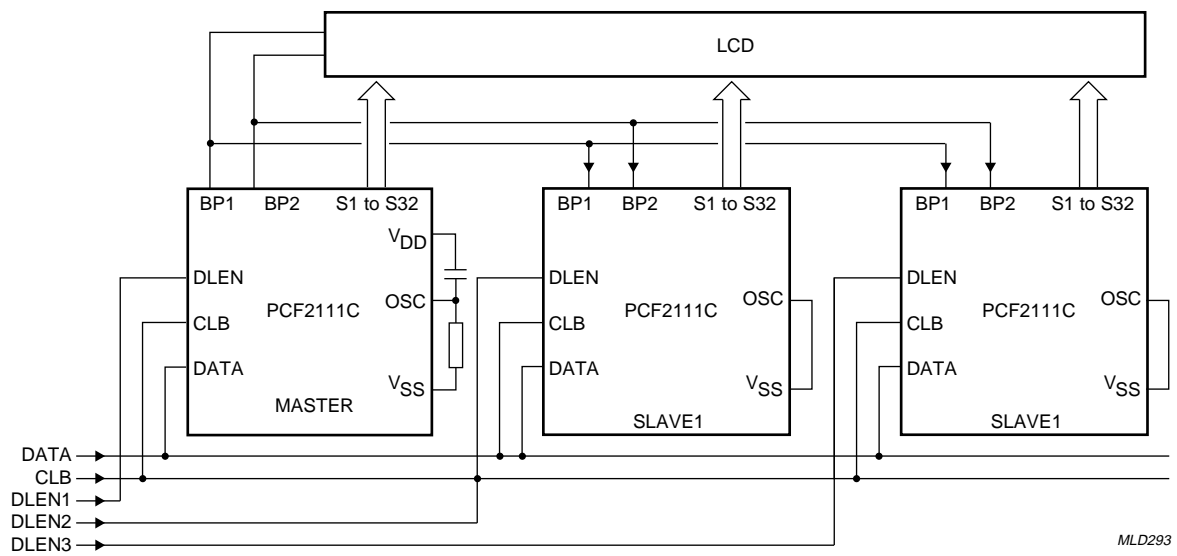 LCD
BP1 BP2 S1 to S32
VDD
DLEN
OSC
CLB
PCF2111C
DATA
VSS
MASTER
BP1 BP2 S1 to S32
DLEN
OSC
CLB
PCF2111C
DATA
VSS
SLAVE1
BP1 BP2 S1 to S32
DLEN
OSC
CLB
PCF2111C
DATA
VSS
SLAVE1
DATA
CLB
DLEN1
DLEN2
DLEN3
MLD293